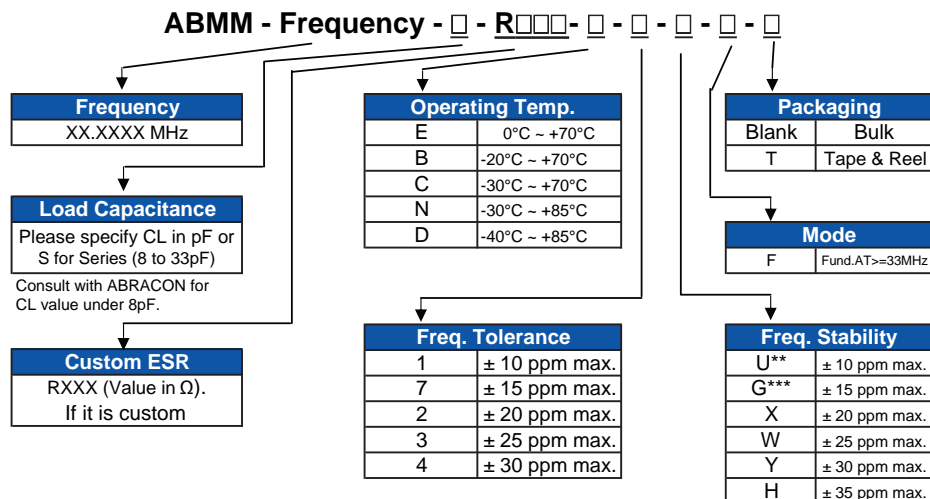 ABMM - Frequency - □ - R□□□- □ - □ - □ - □ - □
Frequency
XX.XXXX MHz
Load Capacitance
Please specify CL in pF or
S for Series (8 to 33pF)
Consult with ABRACON for
CL value under 8pF.
Custom ESR
RXXX (Value in Ω).
If it is custom
Operating Temp.
E 0°C ~ +70°C
B -20°C ~ +70°C
C -30°C ~ +70°C
N -30°C ~ +85°C
D -40°C ~ +85°C
Freq. Tolerance
1 ± 10 ppm max.
7 ± 15 ppm max.
2 ± 20 ppm max.
3 ± 25 ppm max.
4 ± 30 ppm max.
Packaging
Blank Bulk
T Tape & Reel
Mode
F Fund.AT>=33MHz
Freq. Stability
U** ± 10 ppm max.
G*** ± 15 ppm max.
X ± 20 ppm max.
W ± 25 ppm max.
Y ± 30 ppm max.
H ± 35 ppm max.